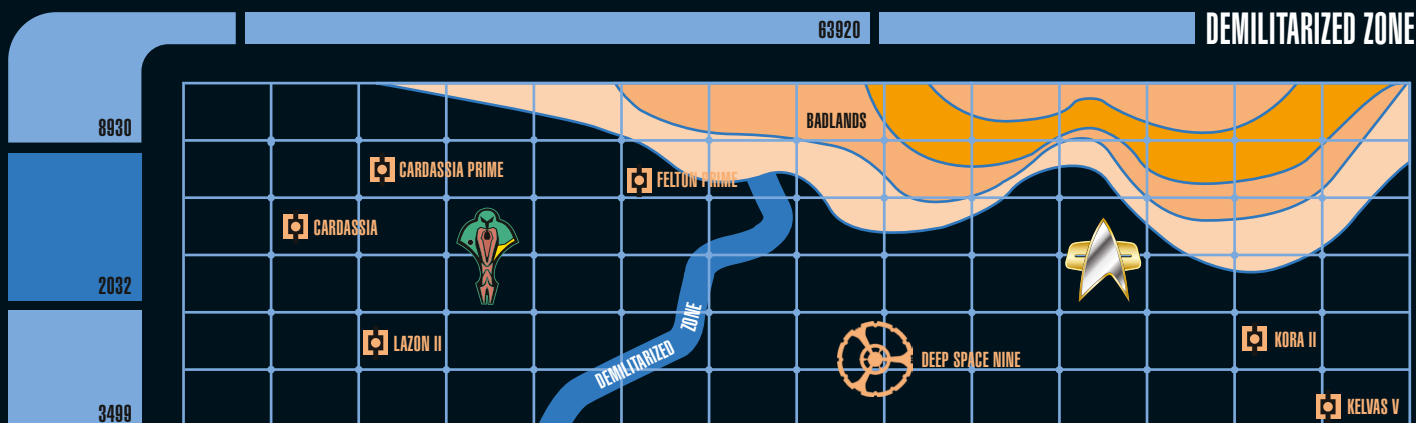 63920
DEMILITARIZED ZONE
8930
BADLANDS
CARDASSIA PRIME
FELTON PRIME
CARDASSIA
2032
DEMILITARIZED ZONE
LAZON II
KORA II
DEEP SPACE NINE
3499
KELVAS V